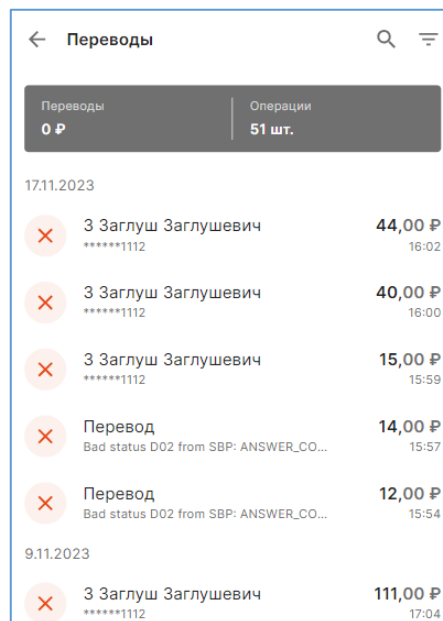 Переводы
Переводы
Операции
0 ₽
51 шт.
17.11.2023
З Заглуш Заглушевич
44,00 ₽
******1112
16:02
З Заглуш Заглушевич
40,00 ₽
******1112
16:00
З Заглуш Заглушевич
15,00 ₽
******1112
15:59
Перевод
14,00 ₽
Bad status D02 from SBP: ANSWER_CO...
15:57
Перевод
12,00 ₽
Bad status D02 from SBP: ANSWER_CO...
15:54
9.11.2023
З Заглуш Заглушевич
111,00 ₽
******1112
17:04